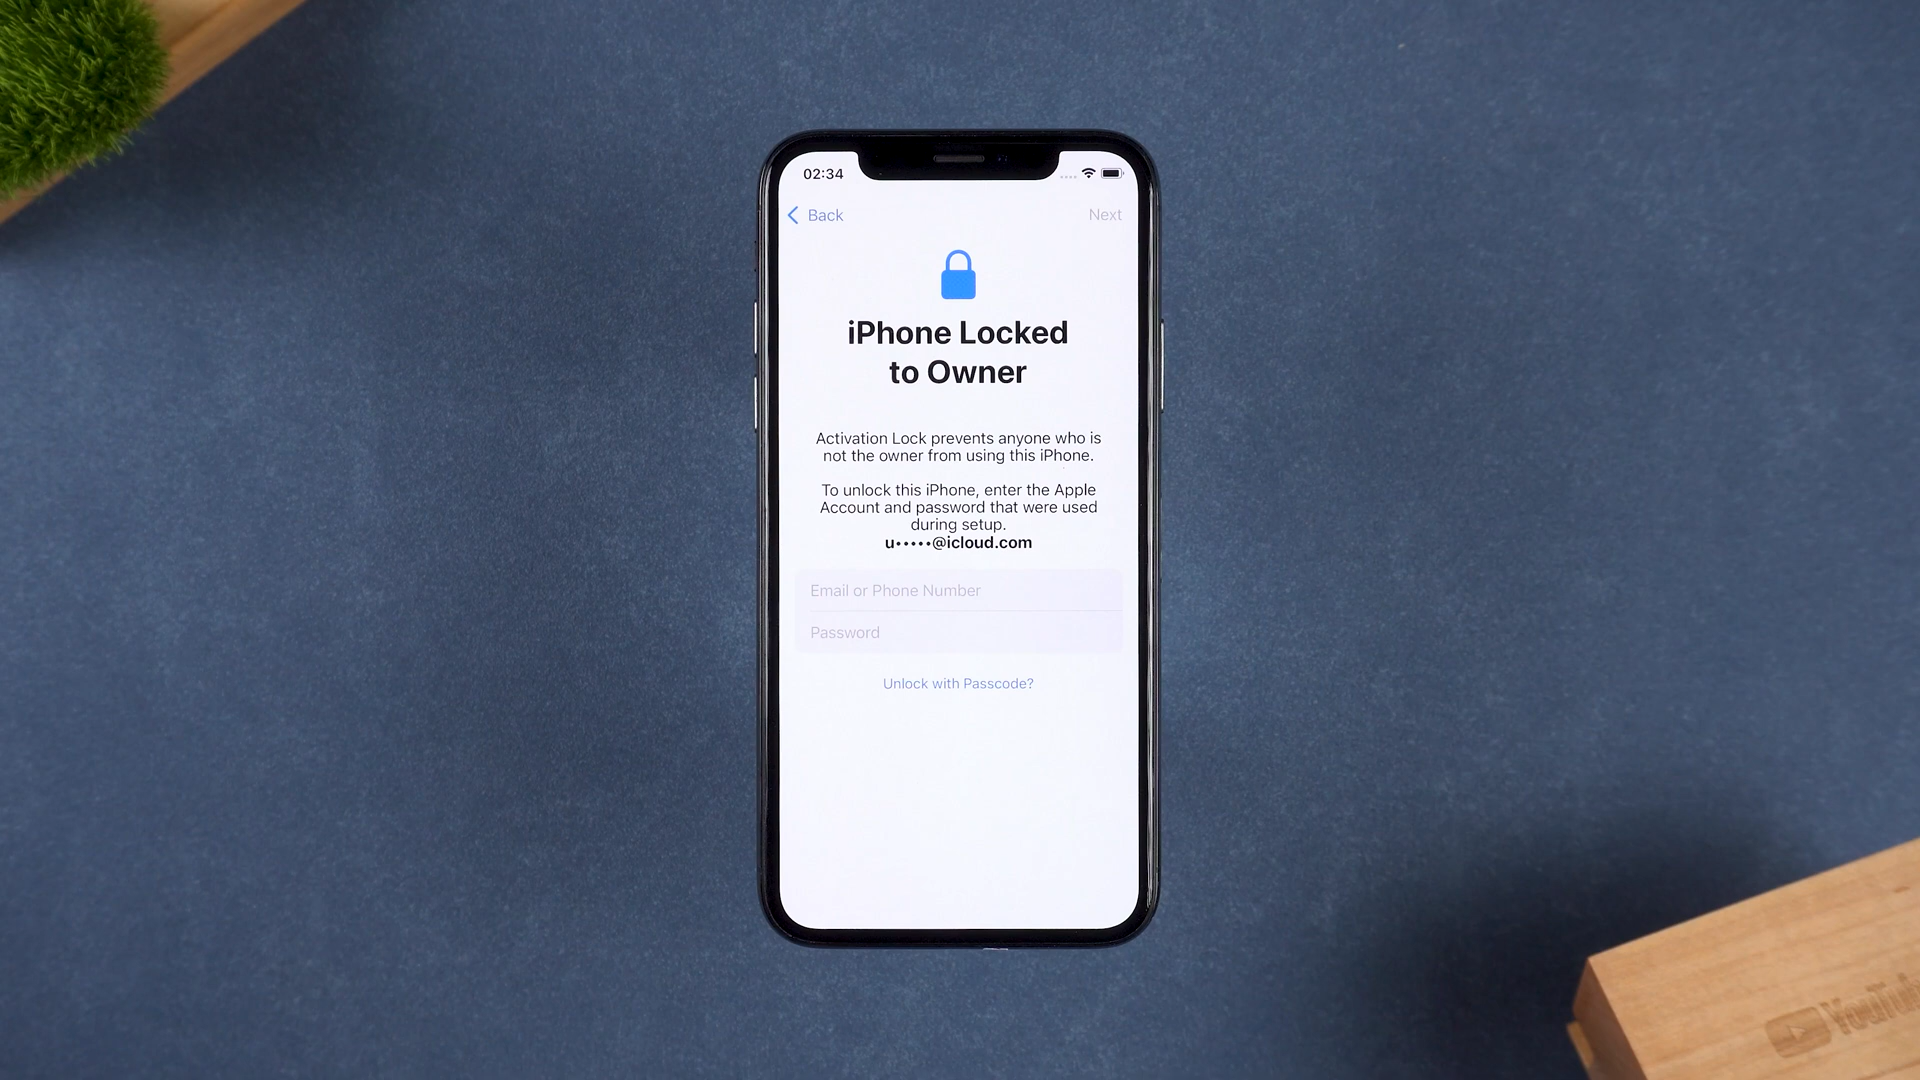 02:34
Back
Next
iPhone Locked
to Owner
Activation Lock prevents anyone who is
not the owner from using this iPhone.
To unlock this iPhone, enter the Apple
Account and password that were used
during setup.
u•••••@icloud.com
Email or Phone Number
Password
Unlock with Passcode?